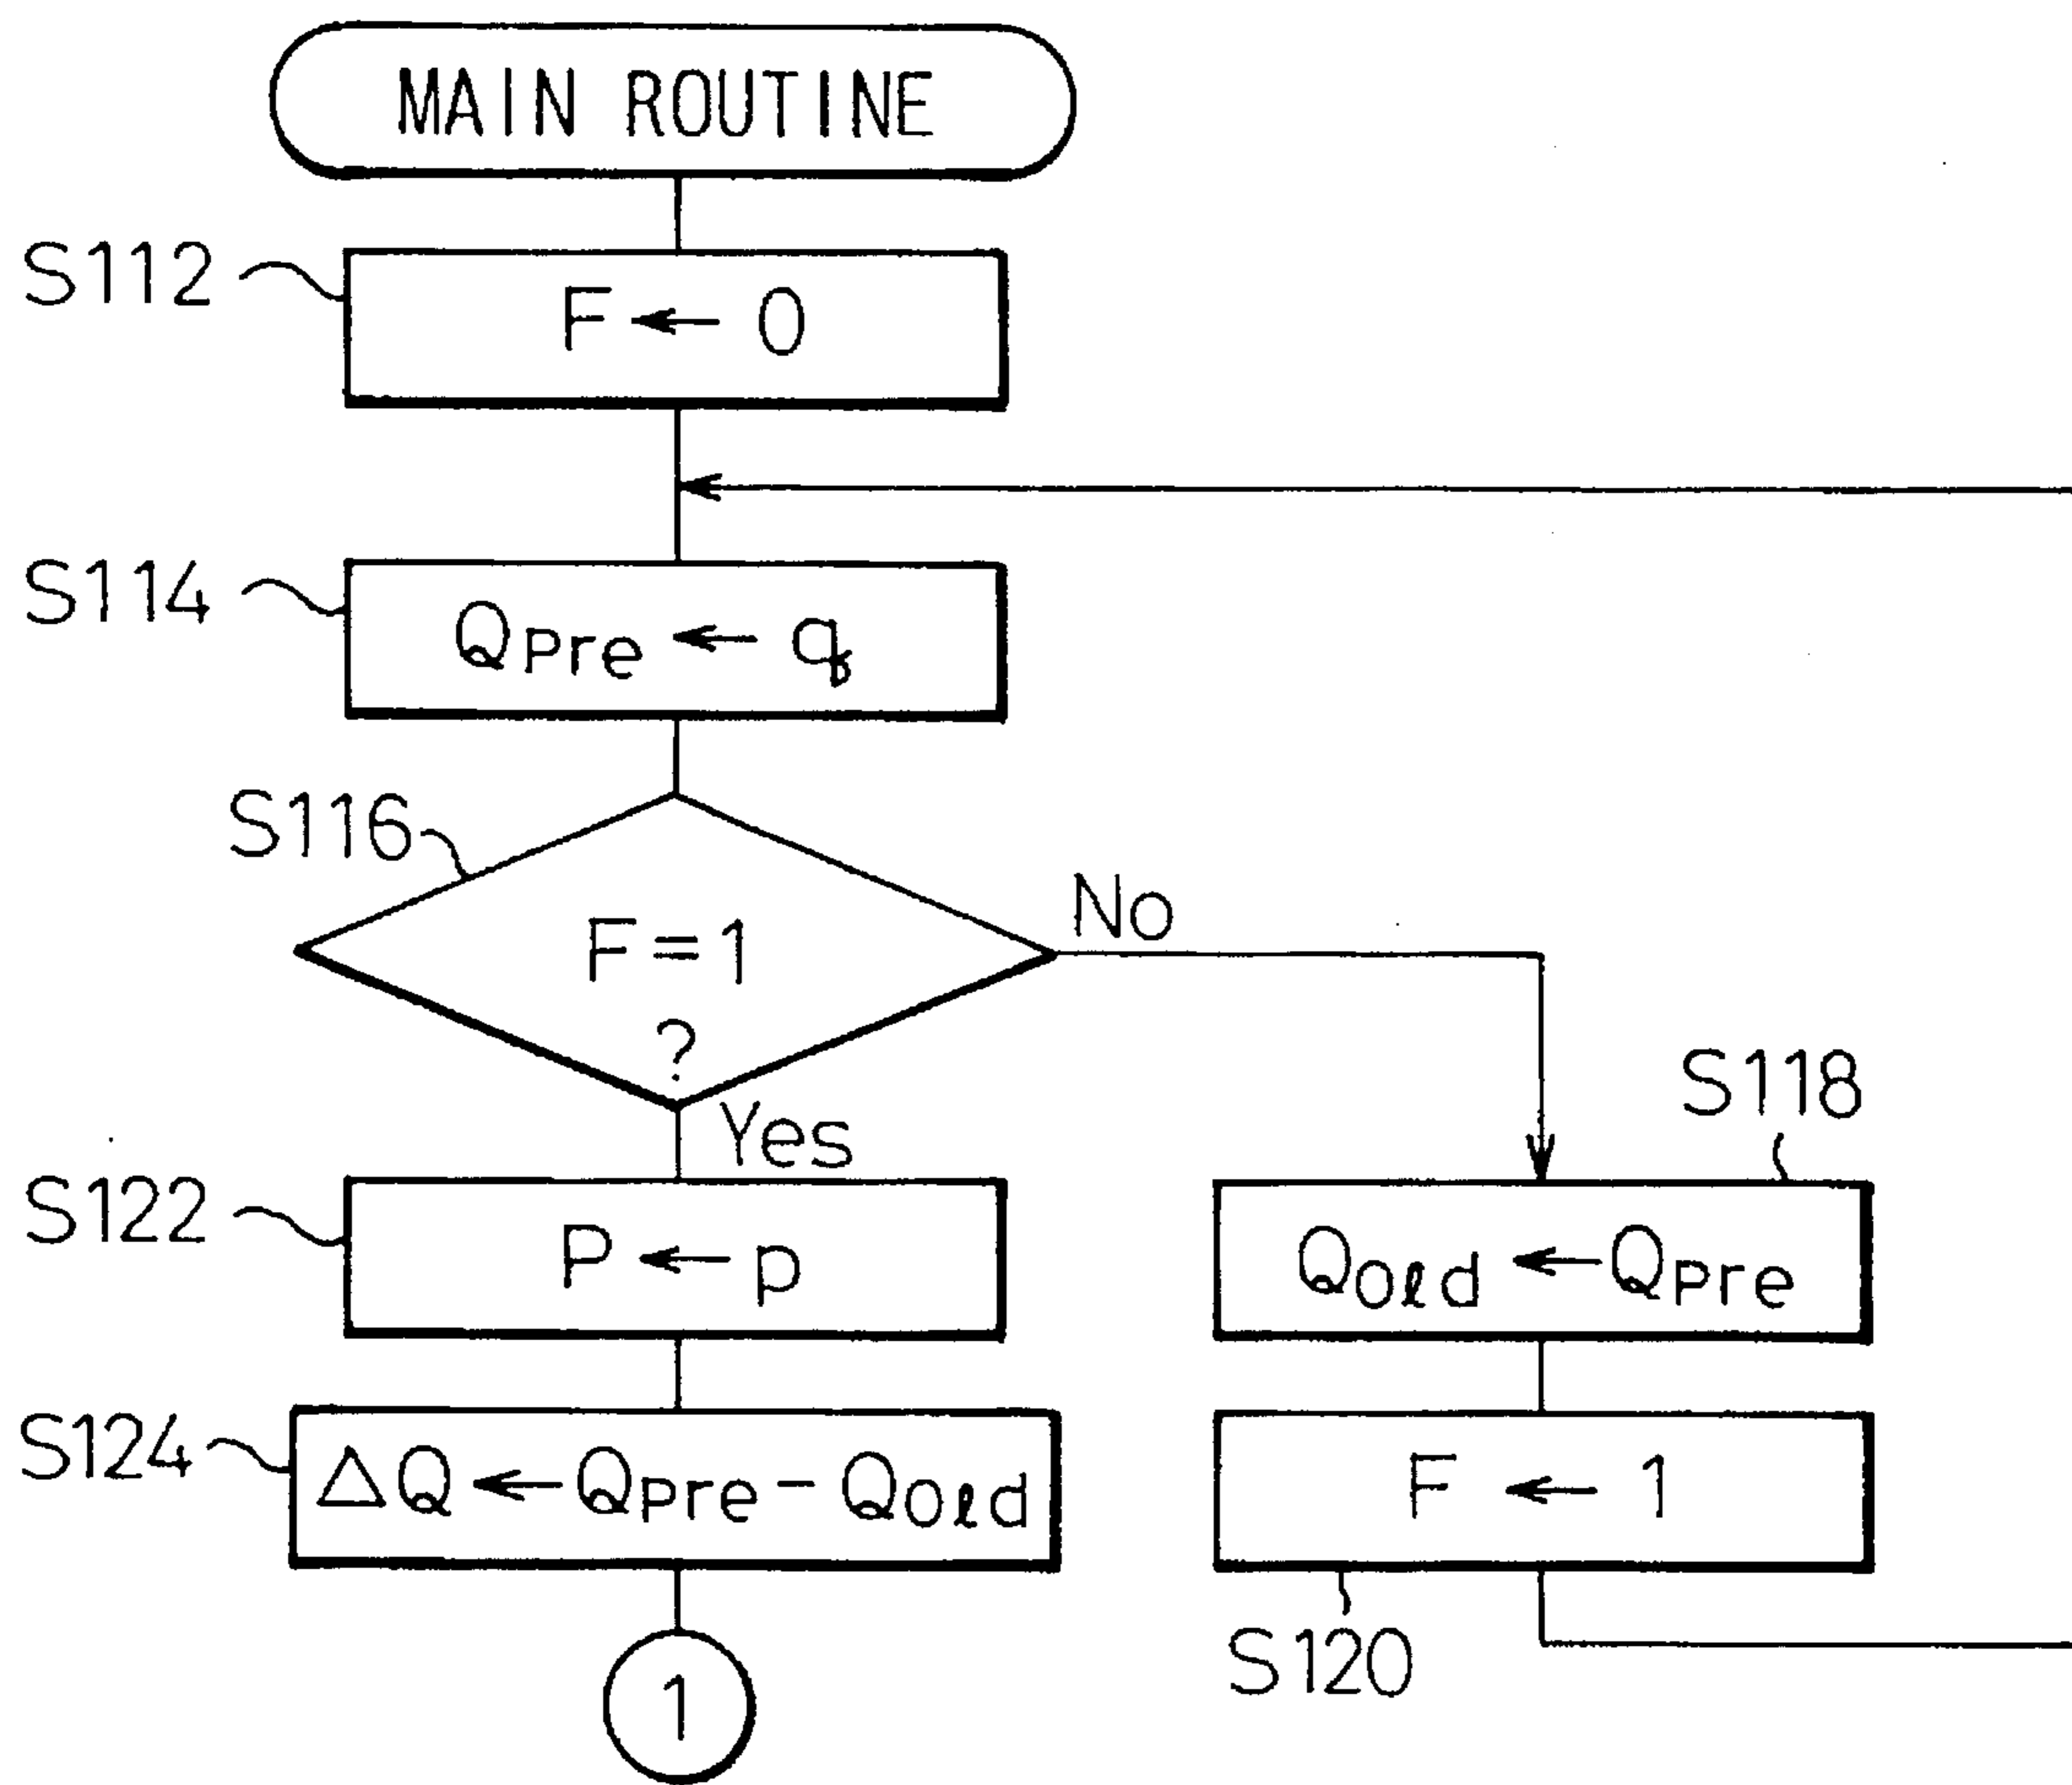 MAIN ROUTINE
S112
F ← 0
S114
QPre ← q
S116
F=1
?
No
Yes
S118
S122
P ← p
QOld ← QPre
S124
ΔQ ← QPre - QOld
F ← 1
S120
1